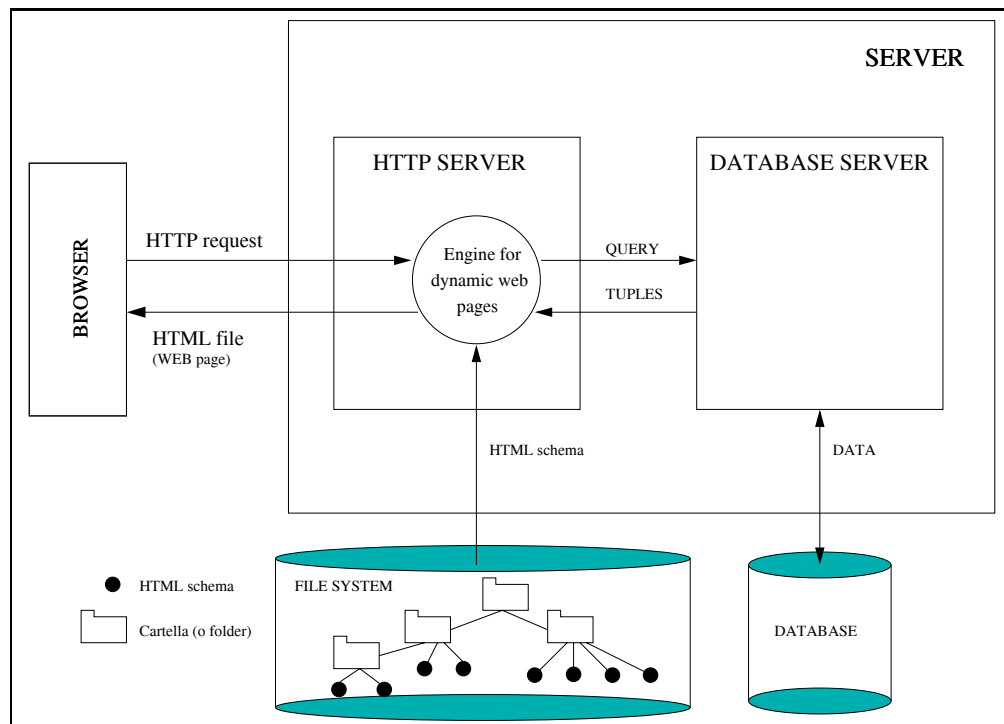 SERVER
HTTP SERVER
DATABASE SERVER
BROWSER
HTTP request
Engine for
dynamic web
pages
QUERY
TUPLES
HTML file
(WEB page)
HTML schema
DATA
HTML schema
Cartella (o folder)
FILE SYSTEM
DATABASE